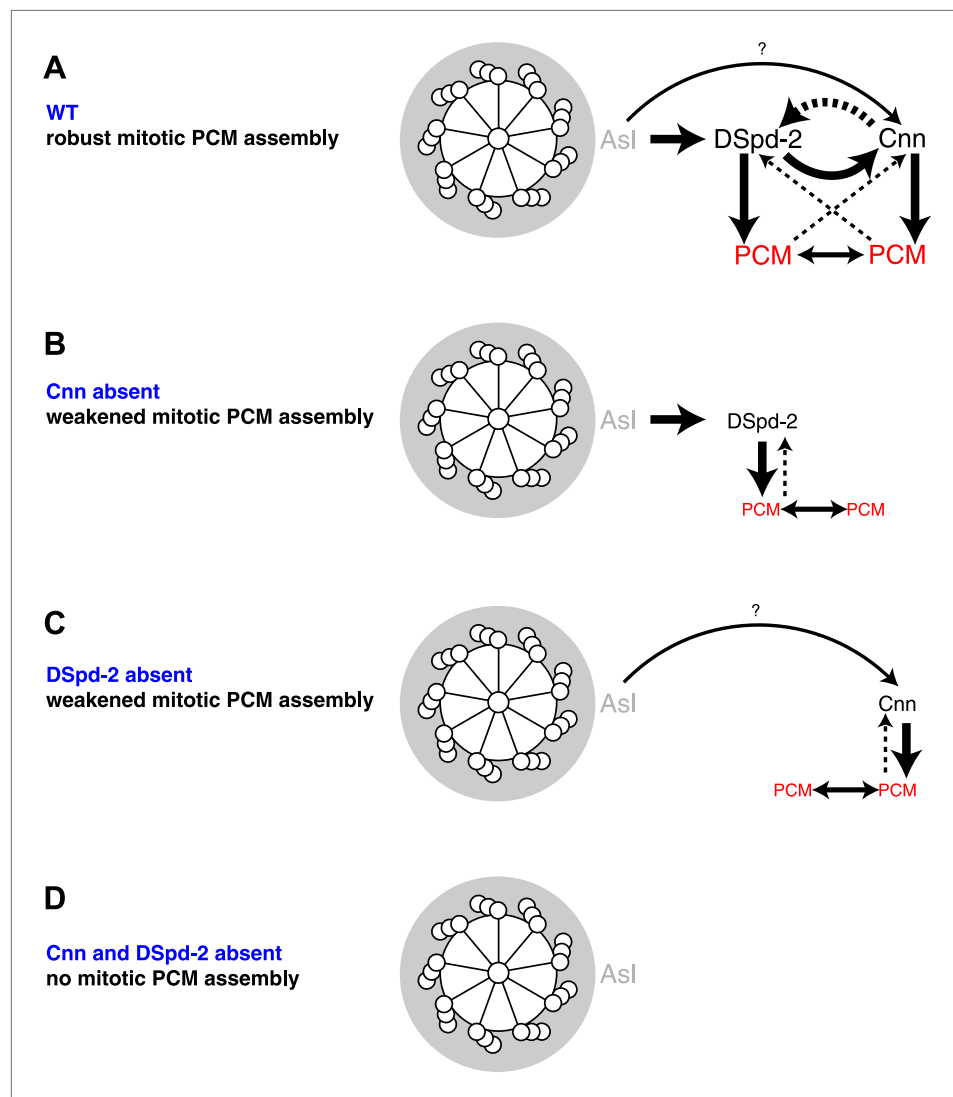 A
WT
robust mitotic PCM assembly
?
Asl
DSpd-2
Cnn
PCM
PCM
B
Cnn absent
weakened mitotic PCM assembly
Asl
DSpd-2
PCM
PCM
C
DSpd-2 absent
weakened mitotic PCM assembly
?
Asl
Cnn
PCM
PCM
D
Cnn and DSpd-2 absent
no mitotic PCM assembly
Asl